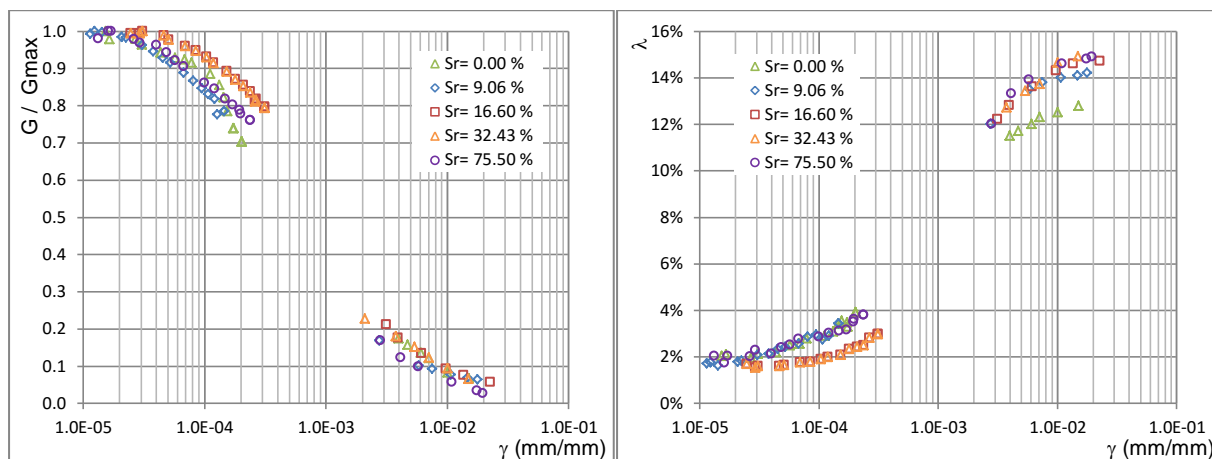 G / Gmax
1.0
0.9
0.8
0.7
0.6
0.5
0.4
0.3
0.2
0.1
0.0
1.0E-05 1.0E-04 1.0E-03 1.0E-02 1.0E-01
γ (mm/mm)
Sr= 0.00 %
Sr= 9.06 %
Sr= 16.60 %
Sr= 32.43 %
Sr= 75.50 %
λ
16%
14%
12%
10%
8%
6%
4%
2%
0%
1.0E-05 1.0E-04 1.0E-03 1.0E-02 1.0E-01
γ (mm/mm)
Sr= 0.00 %
Sr= 9.06 %
Sr= 16.60 %
Sr= 32.43 %
Sr= 75.50 %